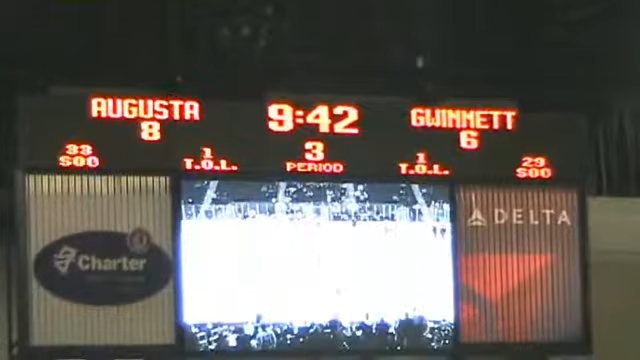 AUGUSTA 9:42 GWINNETT
8 6
33 1 3 1 29
SOG T.O.L. PERIOD T.O.L. SOG
Charter
DELTA